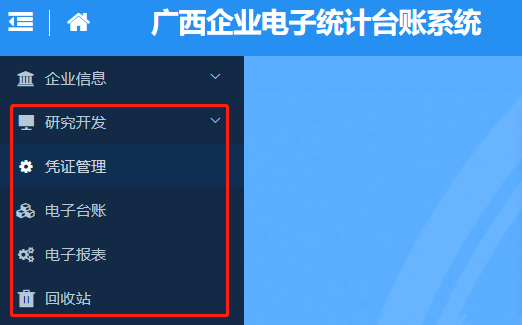 广西企业电子统计台账系统
企业信息
研究开发
凭证管理
电子台账
电子报表
回收站